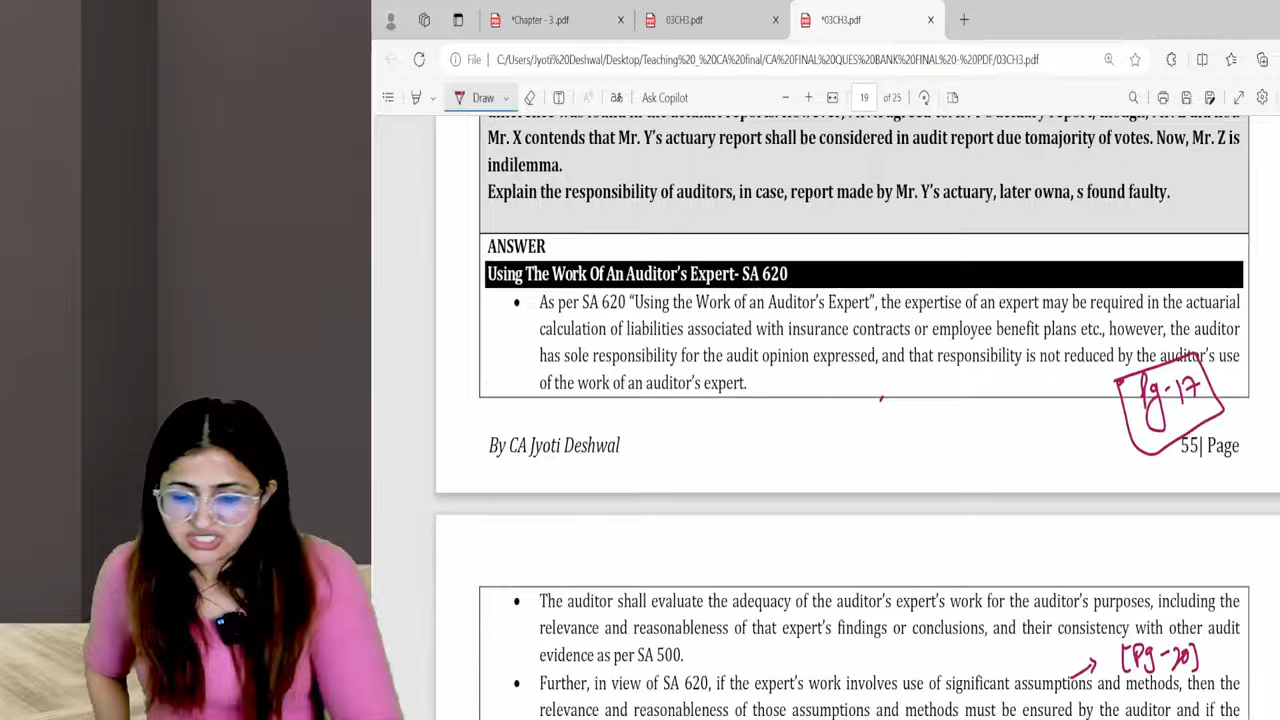 *Chapter - 3 .pdf
03CH3.pdf
*03CH3.pdf
File
C:/Users/Jyoti%20Deshwal/Desktop/Teaching%20_%20CA%20final/CA%20FINAL%20QUES%20BANK%20FINAL%20-%20PDF/03CH3.pdf
Draw
Ask Copilot
19 of 25
Mr. X contends that Mr. Y's actuary report shall be considered in audit report due tomajority of votes. Now, Mr. Z is
indilemma.
Explain the responsibility of auditors, in case, report made by Mr. Y's actuary, later owna, s found faulty.
ANSWER
Using The Work Of An Auditor's Expert- SA 620
• As per SA 620 "Using the Work of an Auditor's Expert", the expertise of an expert may be required in the actuarial
calculation of liabilities associated with insurance contracts or employee benefit plans etc., however, the auditor
has sole responsibility for the audit opinion expressed, and that responsibility is not reduced by the auditor's use
of the work of an auditor's expert.
Pg-17
By CA Jyoti Deshwal
55| Page
• The auditor shall evaluate the adequacy of the auditor's expert's work for the auditor's purposes, including the
relevance and reasonableness of that expert's findings or conclusions, and their consistency with other audit
evidence as per SA 500.
[Pg-20]
• Further, in view of SA 620, if the expert's work involves use of significant assumptions and methods, then the
relevance and reasonableness of those assumptions and methods must be ensured by the auditor and if the